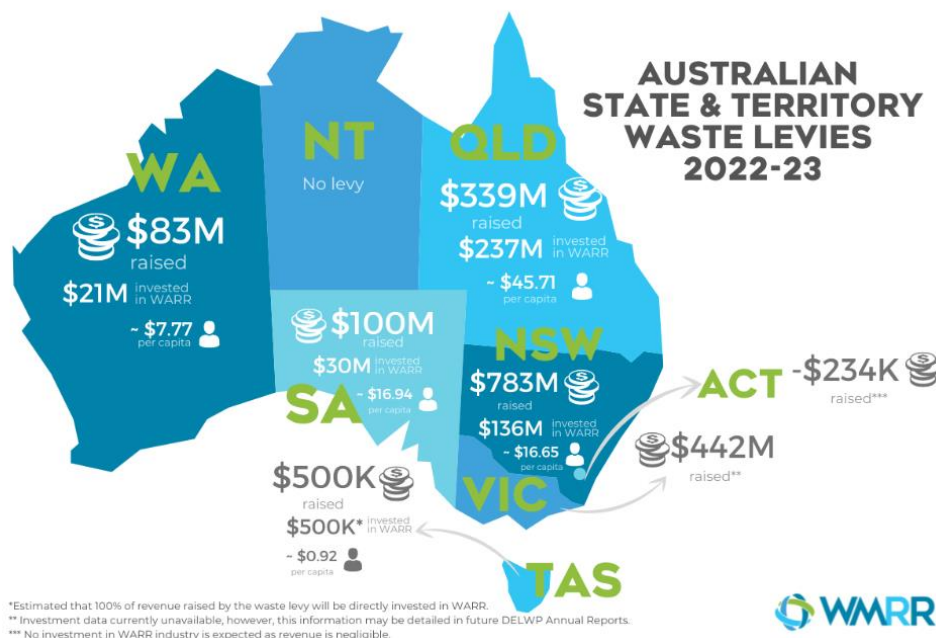 AUSTRALIAN
STATE & TERRITORY
WASTE LEVIES
2022-23
WA
$83M
raised
$21M invested
in WARR
~ $7.77
per capita
NT
No levy
QLD
$339M
raised
$237M invested
in WARR
~ $45.71
per capita
$100M
raised
$30M invested
in WARR
SA
~ $16.94
per capita
NSW
$783M
raised
$136M invested
in WARR
~ $16.65
per capita
ACT
-$234K
raised***
$442M
raised**
VIC
$500K
raised
$500K* invested
in WARR
~ $0.92
per capita
TAS
*Estimated that 100% of revenue raised by the waste levy will be directly invested in WARR.
** Investment data currently unavailable, however, this information may be detailed in future DELWP Annual Reports.
*** No investment in WARR industry is expected as revenue is negligible.
WMRR